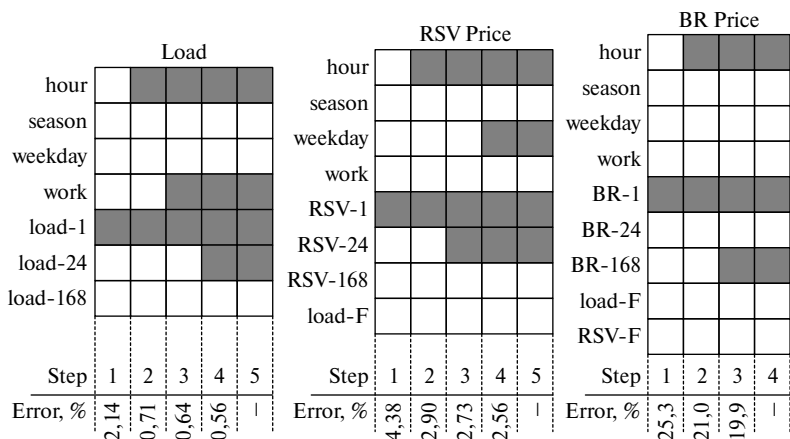 Load
hour
season
weekday
work
load-1
load-24
load-168
Step 1 2 3 4 5
Error, % 2,14 0,71 0,64 0,56 –
RSV Price
hour
season
weekday
work
RSV-1
RSV-24
RSV-168
load-F
Step 1 2 3 4 5
Error, % 4,38 2,90 2,73 2,56 –
BR Price
hour
season
weekday
work
BR-1
BR-24
BR-168
load-F
RSV-F
Step 1 2 3 4
Error, % 25,3 21,0 19,9 –